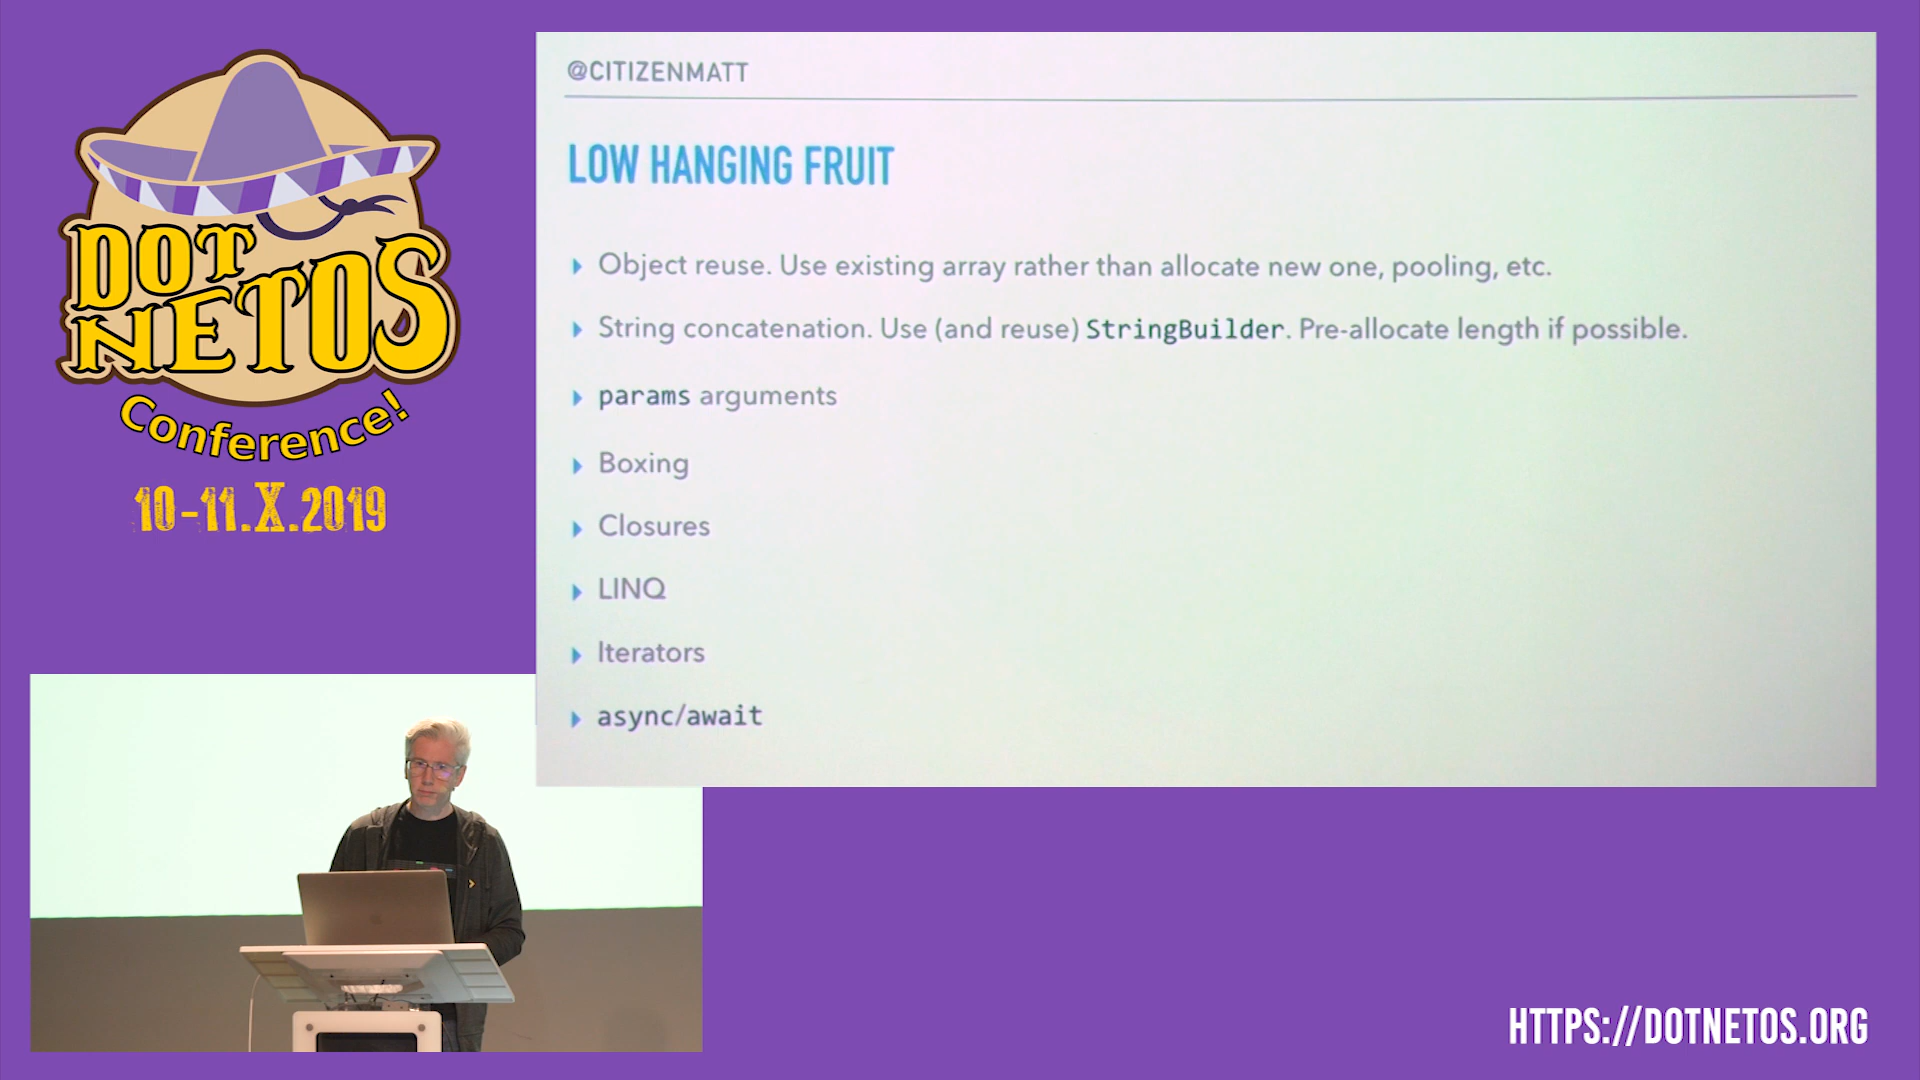 DOT
NETOS
Conference!
10-11.X.2019
@CITIZENMATT
LOW HANGING FRUIT
Object reuse. Use existing array rather than allocate new one, pooling, etc.
String concatenation. Use (and reuse) StringBuilder. Pre-allocate length if possible.
params arguments
Boxing
Closures
LINQ
Iterators
async/await
HTTPS://DOTNETOS.ORG